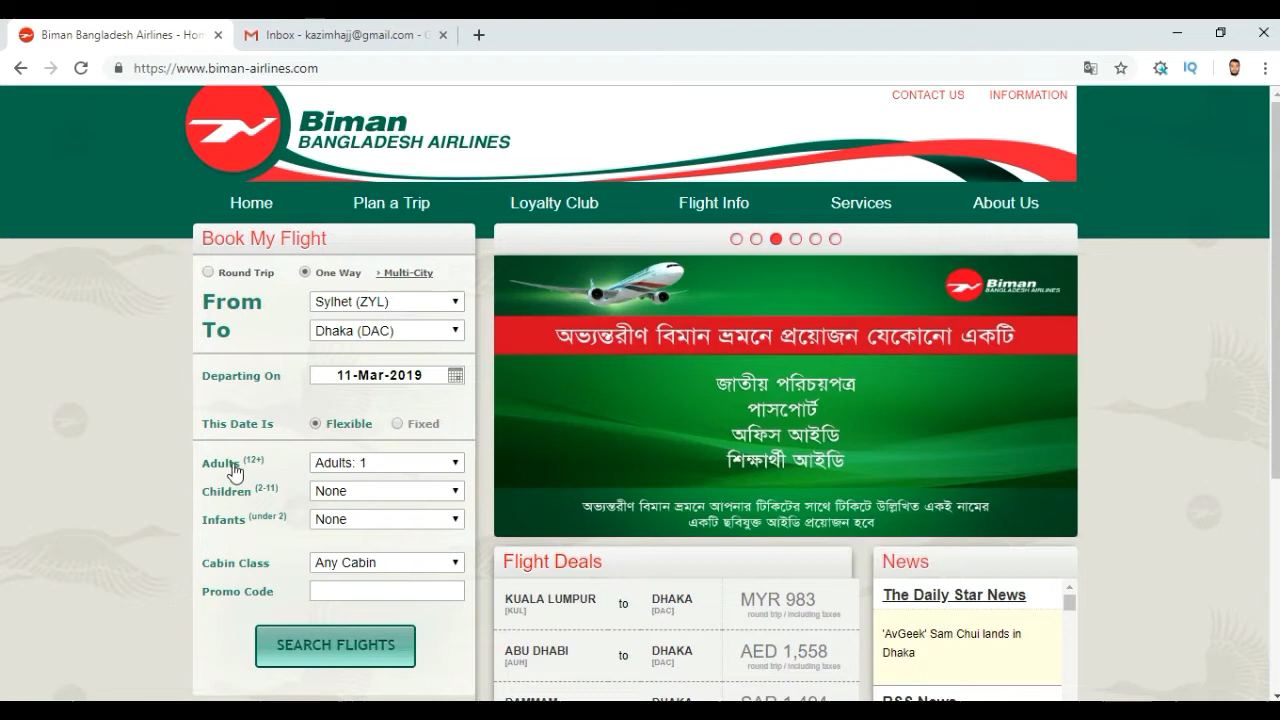 Biman Bangladesh Airlines - Hom
Inbox - kazimhajj@gmail.com - G
https://www.biman-airlines.com
CONTACT US INFORMATION
Biman
BANGLADESH AIRLINES
Home Plan a Trip Loyalty Club Flight Info Services About Us
Book My Flight
Round Trip One Way › Multi-City
From Sylhet (ZYL)
To Dhaka (DAC)
Departing On 11-Mar-2019
This Date Is Flexible Fixed
Adults (12+) Adults: 1
Children (2-11) None
Infants (under 2) None
Cabin Class Any Cabin
Promo Code
SEARCH FLIGHTS
Biman
BANGLADESH AIRLINES
অভ্যন্তরীণ বিমান ভ্রমনে প্রয়োজন যেকোনো একটি
জাতীয় পরিচয়পত্র
পাসপোর্ট
অফিস আইডি
শিক্ষার্থী আইডি
অভ্যন্তরীণ বিমান ভ্রমনে আপনার টিকিটের সাথে টিকিটে উল্লিখিত একই নামের
একটি ছবিযুক্ত আইডি প্রয়োজন হবে
Flight Deals
KUALA LUMPUR to DHAKA MYR 983
[KUL] [DAC] round trip / including taxes
ABU DHABI to DHAKA AED 1,558
[AUH] [DAC] round trip / including taxes
News
The Daily Star News
'AvGeek' Sam Chui lands in
Dhaka